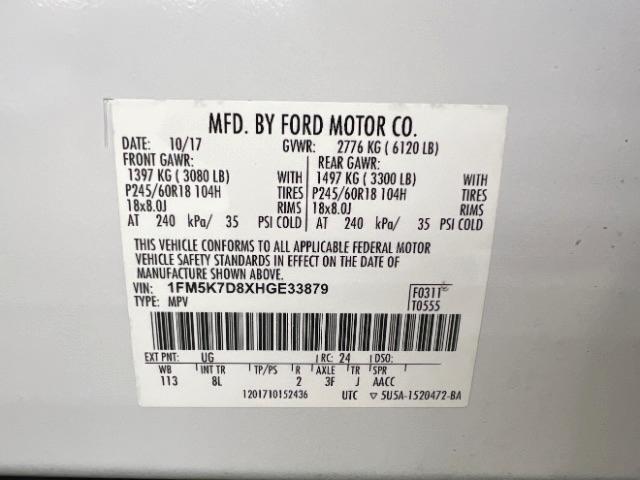 MFD. BY FORD MOTOR CO.
DATE: 10/17 GVWR: 2776 KG ( 6120 LB)
FRONT GAWR: REAR GAWR:
1397 KG ( 3080 LB) WITH 1497 KG ( 3300 LB) WITH
P245/60R18 104H TIRES P245/60R18 104H TIRES
18x8.0J RIMS 18x8.0J RIMS
AT 240 kPa/ 35 PSI COLD AT 240 kPa/ 35 PSI COLD
THIS VEHICLE CONFORMS TO ALL APPLICABLE FEDERAL MOTOR
VEHICLE SAFETY STANDARDS IN EFFECT ON THE DATE OF
MANUFACTURE SHOWN ABOVE.
VIN: 1FM5K7D8XHGE33879
TYPE: MPV
F0311
T0555
EXT PNT: UG RC: 24 DSO:
WB INT TR TP/PS R AXLE TR SPR
113 8L 2 3F J AACC
1201710152436 UTC ▽ 5U5A-1520472-BA